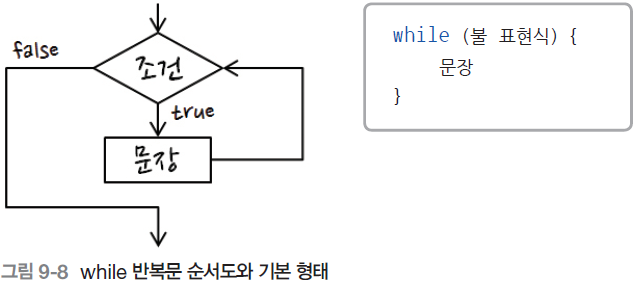 false
조건
true
문장
while (불 표현식) {
문장
}
그림 9-8 while 반복문 순서도와 기본 형태